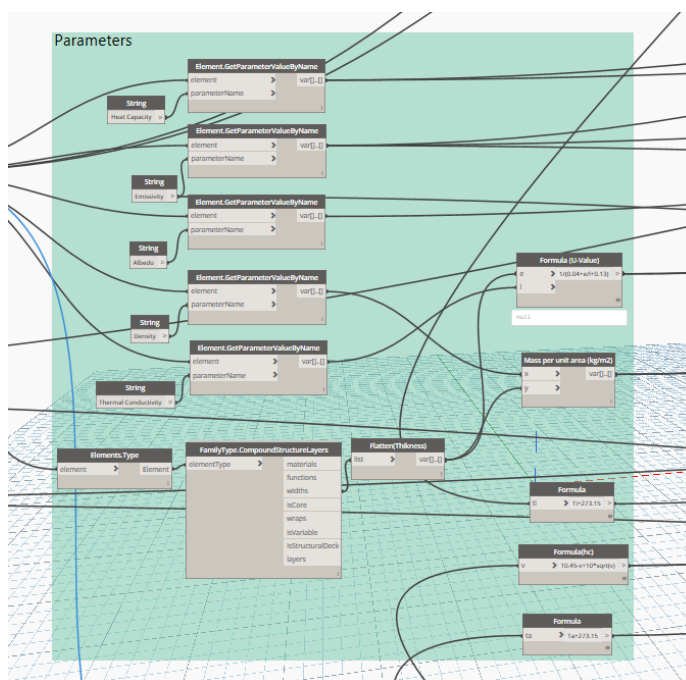 Parameters
Element.GetParameterValueByName
element > var[]..[]
parameterName >
String
Heat Capacity >
Element.GetParameterValueByName
element > var[]..[]
parameterName >
String
Emissivity >
Element.GetParameterValueByName
element > var[]..[]
parameterName >
String
Albedo >
Element.GetParameterValueByName
element > var[]..[]
parameterName >
String
Density >
Element.GetParameterValueByName
element > var[]..[]
parameterName >
String
Thermal Conductivity >
Formula (U-Value)
e > 1/(0.04+e/l+0.13) >
l >
null
Mass per unit area (kg/m2)
x > var[]..[]
y >
Elements.Type
element > Element
FamilyType.CompoundStructureLayers
elementType > materials
functions
widths
isCore
wraps
isVariable
isStructuralDeck
layers
Flatten(Thikness)
list > var[]..[]
Formula
ti > Ti=273.15 >
Formula(hc)
v > 10.45-v+10*sqrt(v) >
Formula
ta > Ta=273.15 >